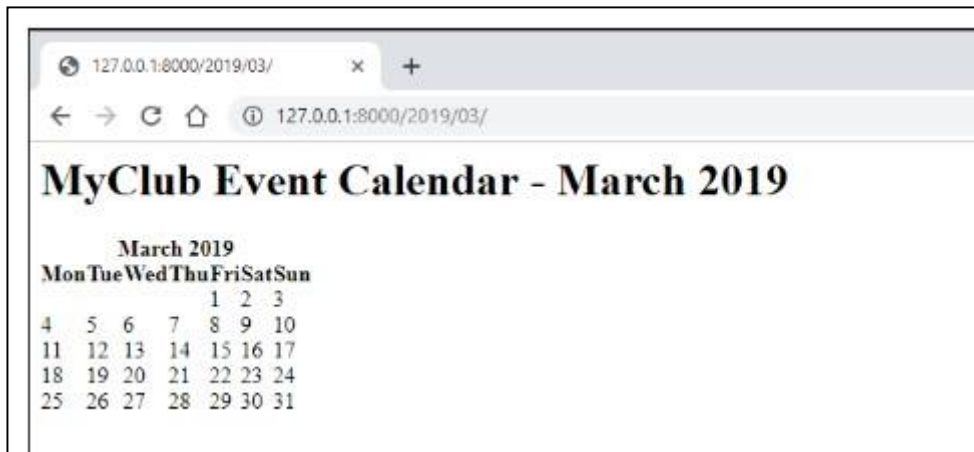 127.0.0.1:8000/2019/03/
127.0.0.1:8000/2019/03/
MyClub Event Calendar - March 2019
March 2019
Mon Tue Wed Thu Fri Sat Sun
1 2 3
4 5 6 7 8 9 10
11 12 13 14 15 16 17
18 19 20 21 22 23 24
25 26 27 28 29 30 31